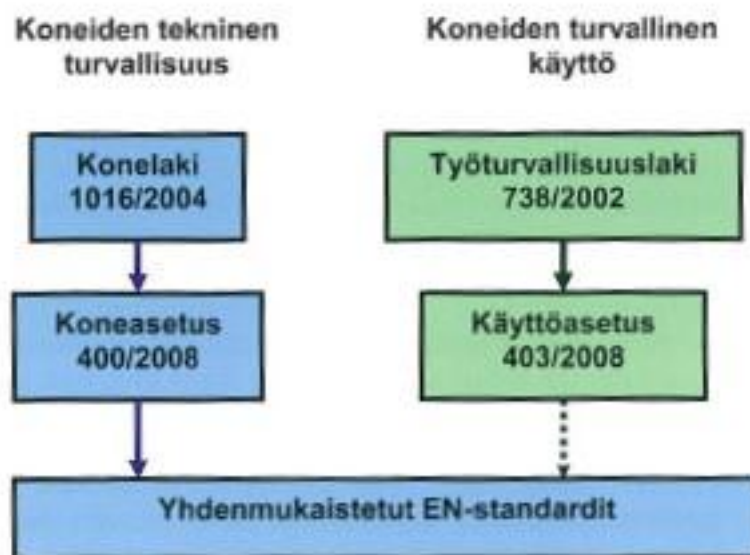 Koneiden tekninen
turvallisuus
Koneiden turvallinen
käyttö
Konelaki
1016/2004
Työturvallisuuslaki
738/2002
Koneasetus
400/2008
Käyttöasetus
403/2008
Yhdenmukaistetut EN-standardit